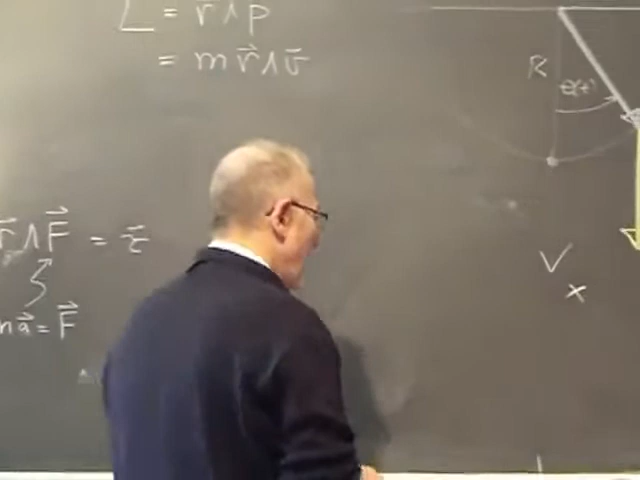 L = r̄ ∧ p
= m r⃗ ∧ v̄
R
θ(t)
r⃗ ∧ F⃗ = τ̄
ma⃗ = F⃗
V
x